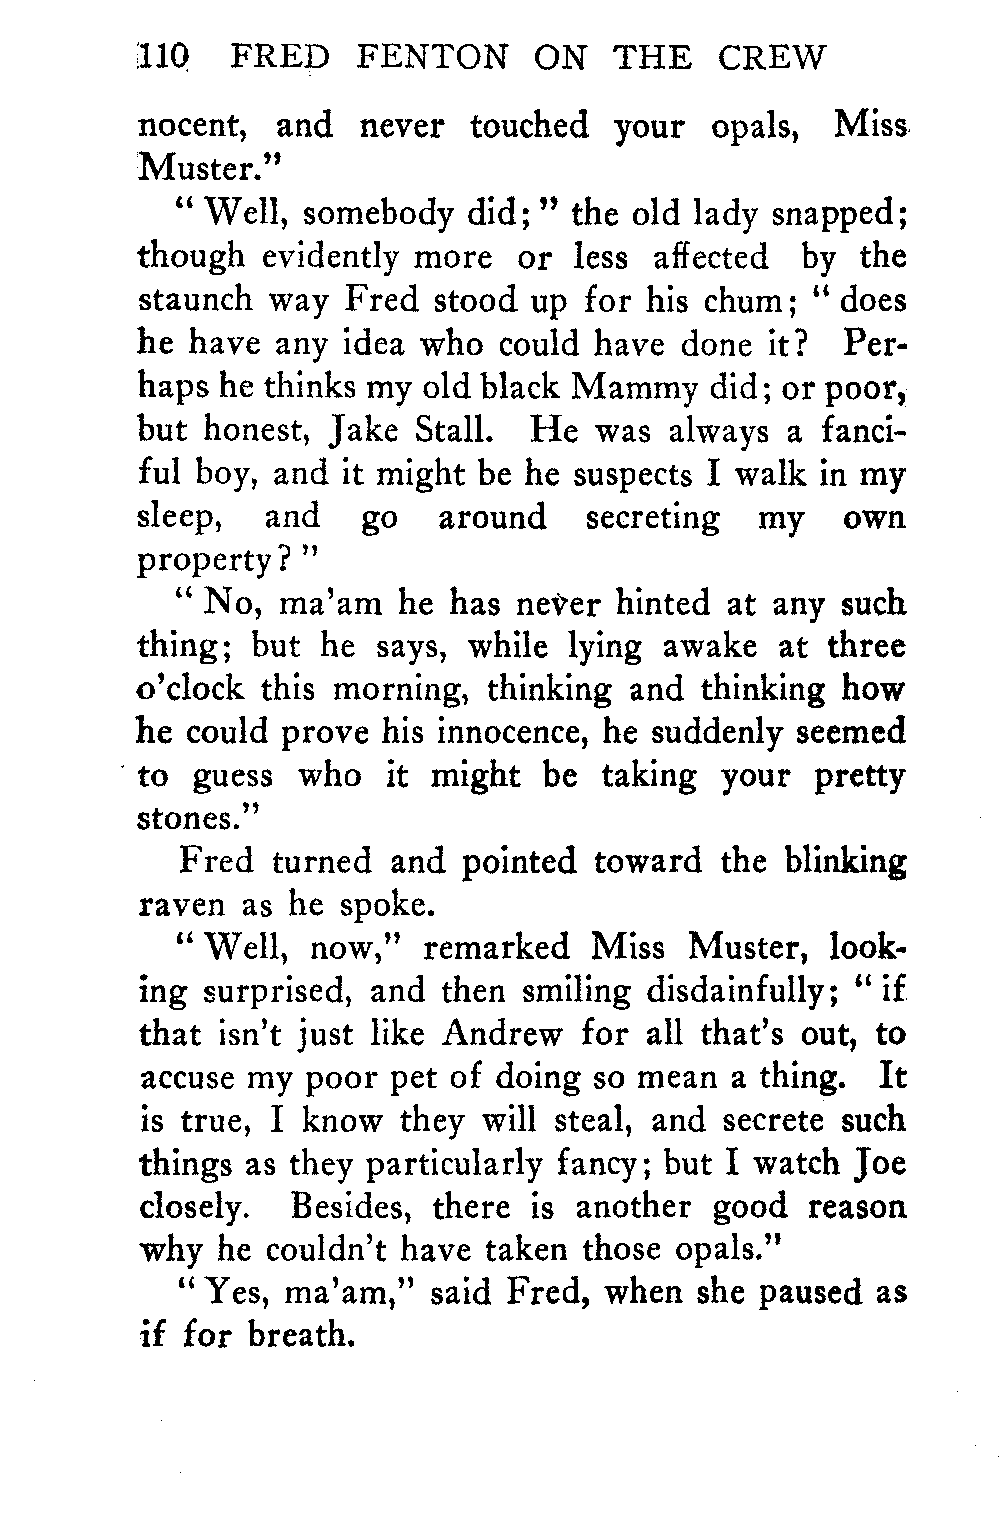 110 FRED FENTON ON THE CREW
nocent, and never touched your opals, Miss
Muster."
" Well, somebody did; " the old lady snapped;
though evidently more or less affected by the
staunch way Fred stood up for his chum; " does
he have any idea who could have done it? Per-
haps he thinks my old black Mammy did; or poor,
but honest, Jake Stall. He was always a fanci-
ful boy, and it might be he suspects I walk in my
sleep, and go around secreting my own
property? "
" No, ma'am he has never hinted at any such
thing; but he says, while lying awake at three
o'clock this morning, thinking and thinking how
he could prove his innocence, he suddenly seemed
to guess who it might be taking your pretty
stones."
Fred turned and pointed toward the blinking
raven as he spoke.
" Well, now," remarked Miss Muster, look-
ing surprised, and then smiling disdainfully; " if
that isn't just like Andrew for all that's out, to
accuse my poor pet of doing so mean a thing. It
is true, I know they will steal, and secrete such
things as they particularly fancy; but I watch Joe
closely. Besides, there is another good reason
why he couldn't have taken those opals."
" Yes, ma'am," said Fred, when she paused as
if for breath.